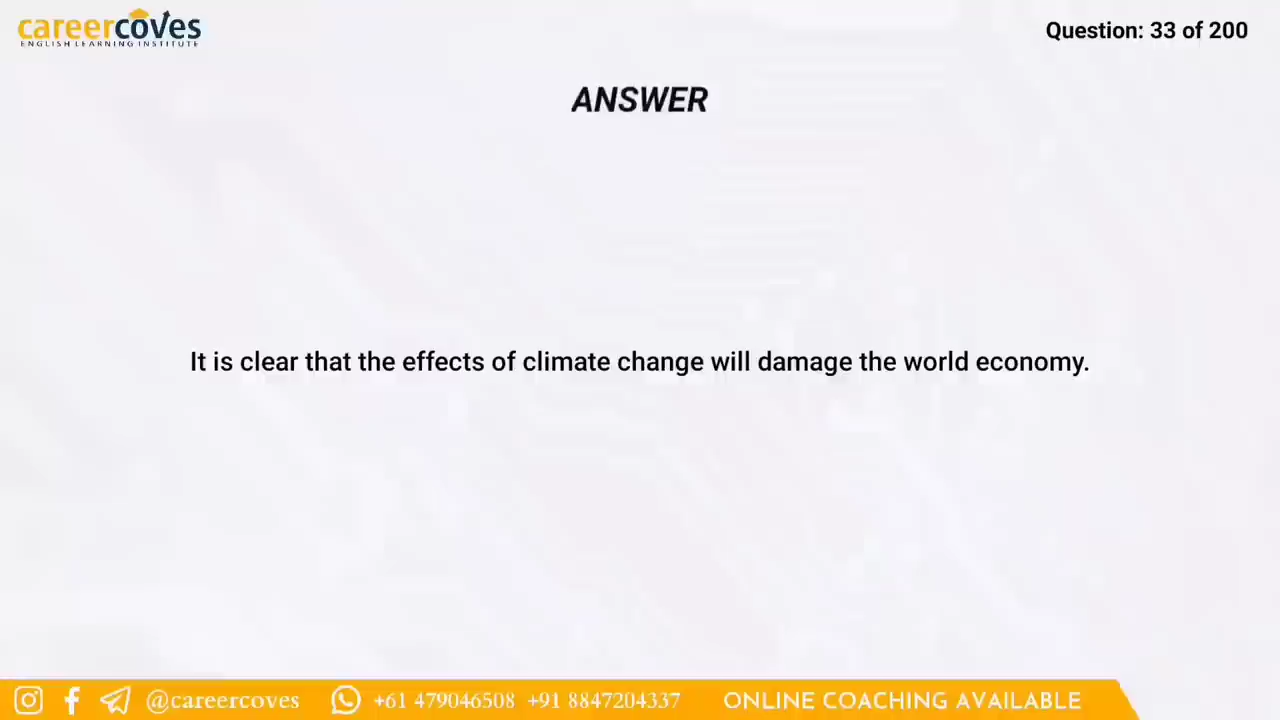 careercoves
ENGLISH LEARNING INSTITUTE
Question: 33 of 200
ANSWER
It is clear that the effects of climate change will damage the world economy.
@careercoves +61 479046508 +91 8847204337 ONLINE COACHING AVAILABLE